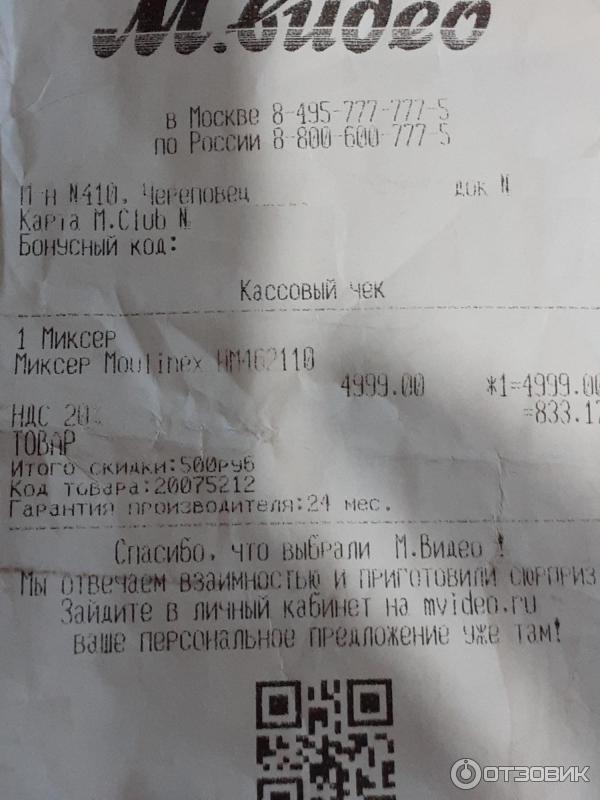 М.Видео
в Москве 8-495-777-777-5
по России 8-800-600-777-5
М-н N410, Череповец док N
Карта M.Club №
Бонусный код:
Кассовый чек
1 Миксер
Миксер Moulinex HM462110
4999.00 *1=4999.00
НДС 20% =833.17
ТОВАР
Итого скидки:500руб
Код товара:20075212
Гарантия производителя:24 мес.
Спасибо, что выбрали М.Видео !
Мы отвечаем взаимностью и приготовили сюрприз
Зайдите в личный кабинет на mvideo.ru
ваше персональное предложение уже там!
ОТЗОВИК